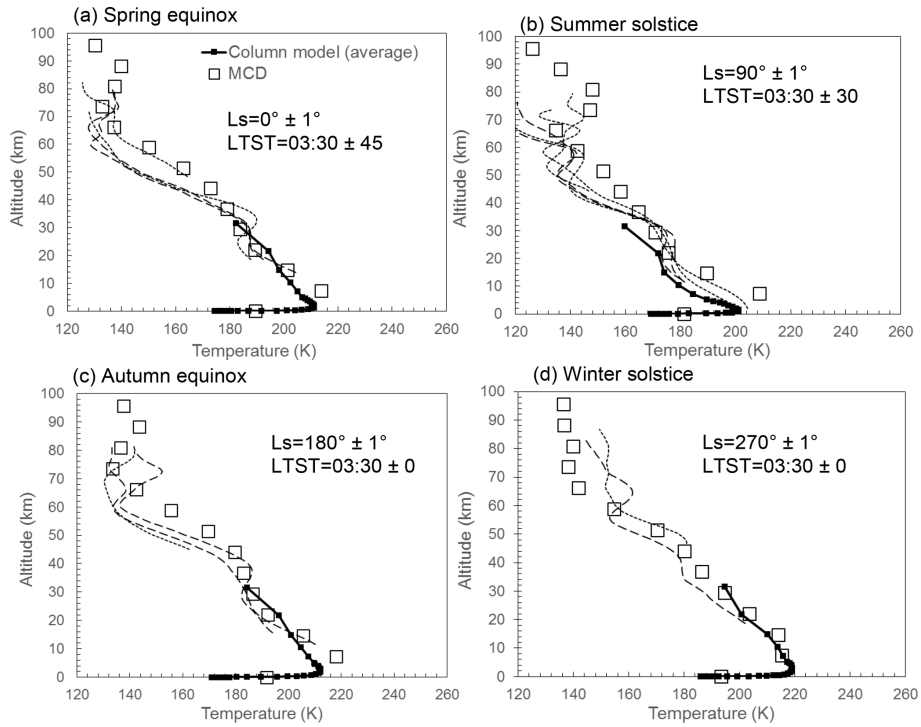 (a) Spring equinox
100
90
80
70
60
50
40
30
20
10
0
Altitude (km)
Column model (average)
MCD
Ls=0° ± 1°
LTST=03:30 ± 45
120 140 160 180 200 220 240 260
Temperature (K)
(b) Summer solstice
100
90
80
70
60
50
40
30
20
10
0
Altitude (km)
Ls=90° ± 1°
LTST=03:30 ± 30
120 140 160 180 200 220 240 260
Temperature (K)
(c) Autumn equinox
100
90
80
70
60
50
40
30
20
10
0
Altitude (km)
Ls=180° ± 1°
LTST=03:30 ± 0
120 140 160 180 200 220 240 260
Temperature (K)
(d) Winter solstice
100
90
80
70
60
50
40
30
20
10
0
Altitude (km)
Ls=270° ± 1°
LTST=03:30 ± 0
120 140 160 180 200 220 240 260
Temperature (K)